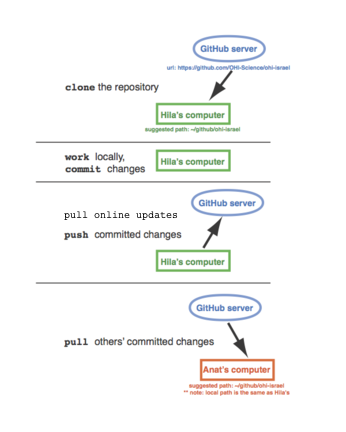 GitHub server
url: https://github.com/OHI-Science/ohi-israel
clone the repository
Hila's computer
suggested path: ~/github/ohi-israel
work locally,
commit changes
Hila's computer
GitHub server
pull online updates
push committed changes
Hila's computer
GitHub server
pull others' committed changes
Anat's computer
suggested path: ~/github/ohi-israel
** note: local path is the same as Hila's